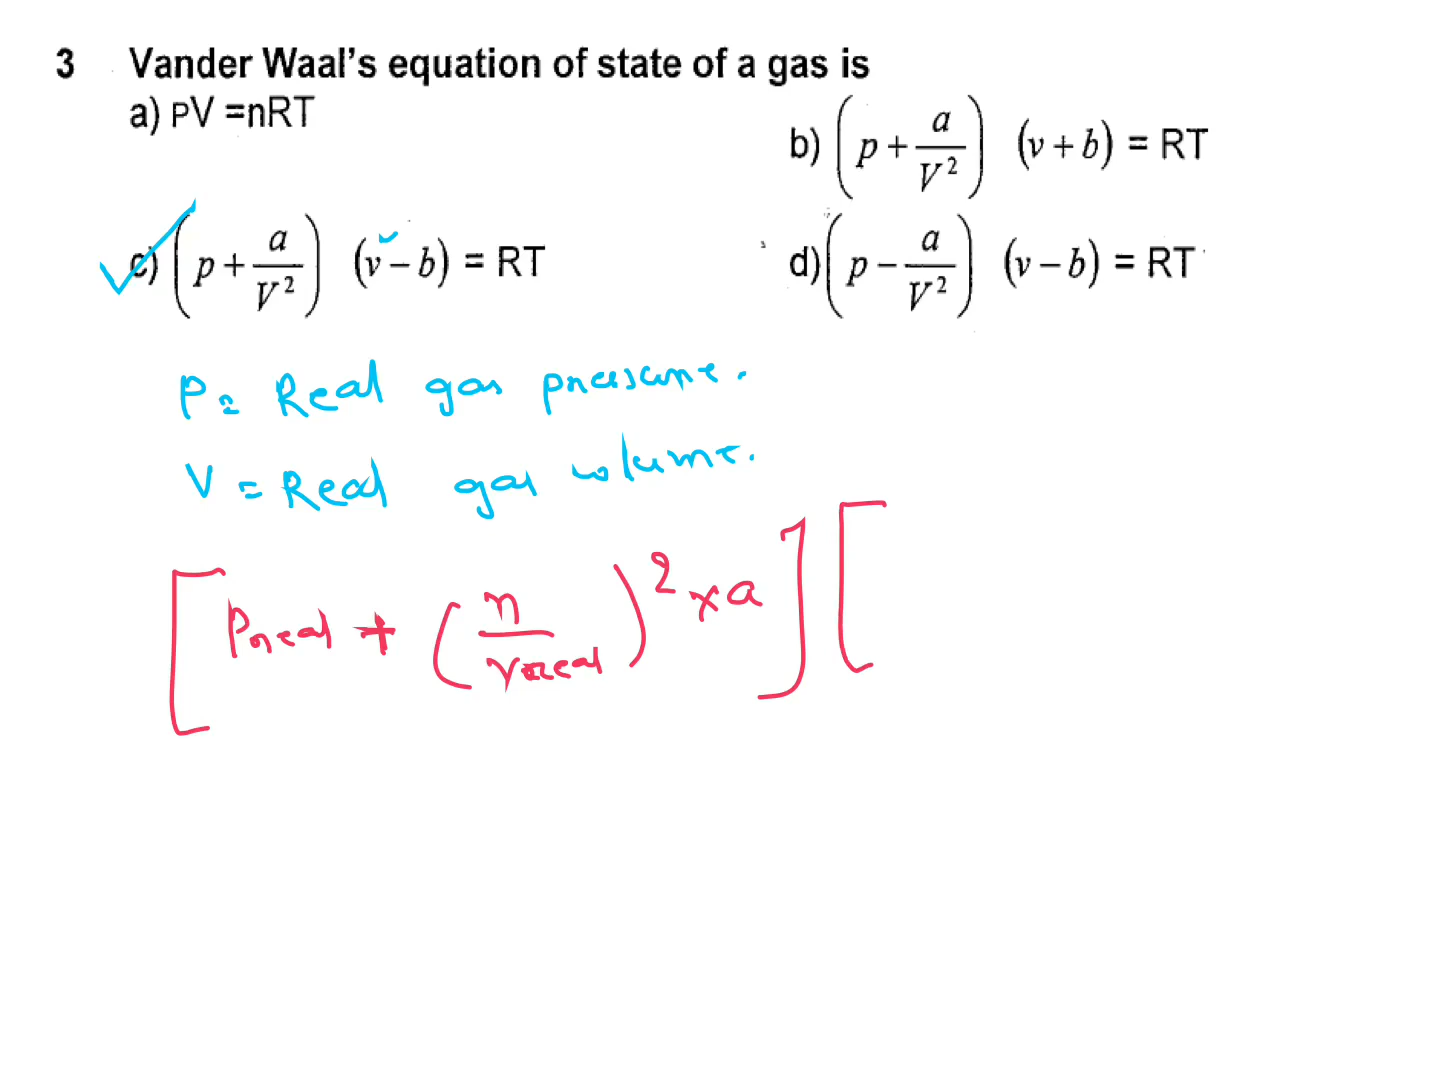 3 Vander Waal's equation of state of a gas is
a) PV =nRT
b) (p + a/V²) (v + b) = RT
c) (p + a/V²) (v − b) = RT
d) (p − a/V²) (v − b) = RT
P = Real gas pressure.
V = Real gas volume.
[Preal + (n/Vreal)² × a] [